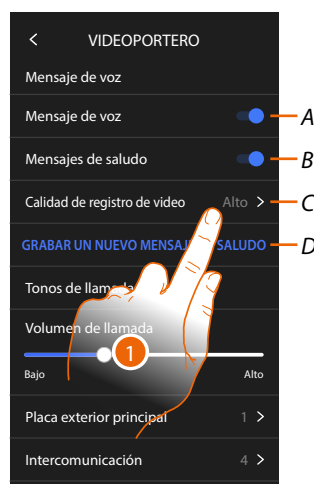 < VIDEOPORTERO
Mensaje de voz
Mensaje de voz A
Mensajes de saludo B
Calidad de registro de video Alto > C
GRABAR UN NUEVO MENSAJE SALUDO D
Tonos de llamada
Volumen de llamada
1
Bajo Alto
Placa exterior principal 1 >
Intercomunicación 4 >